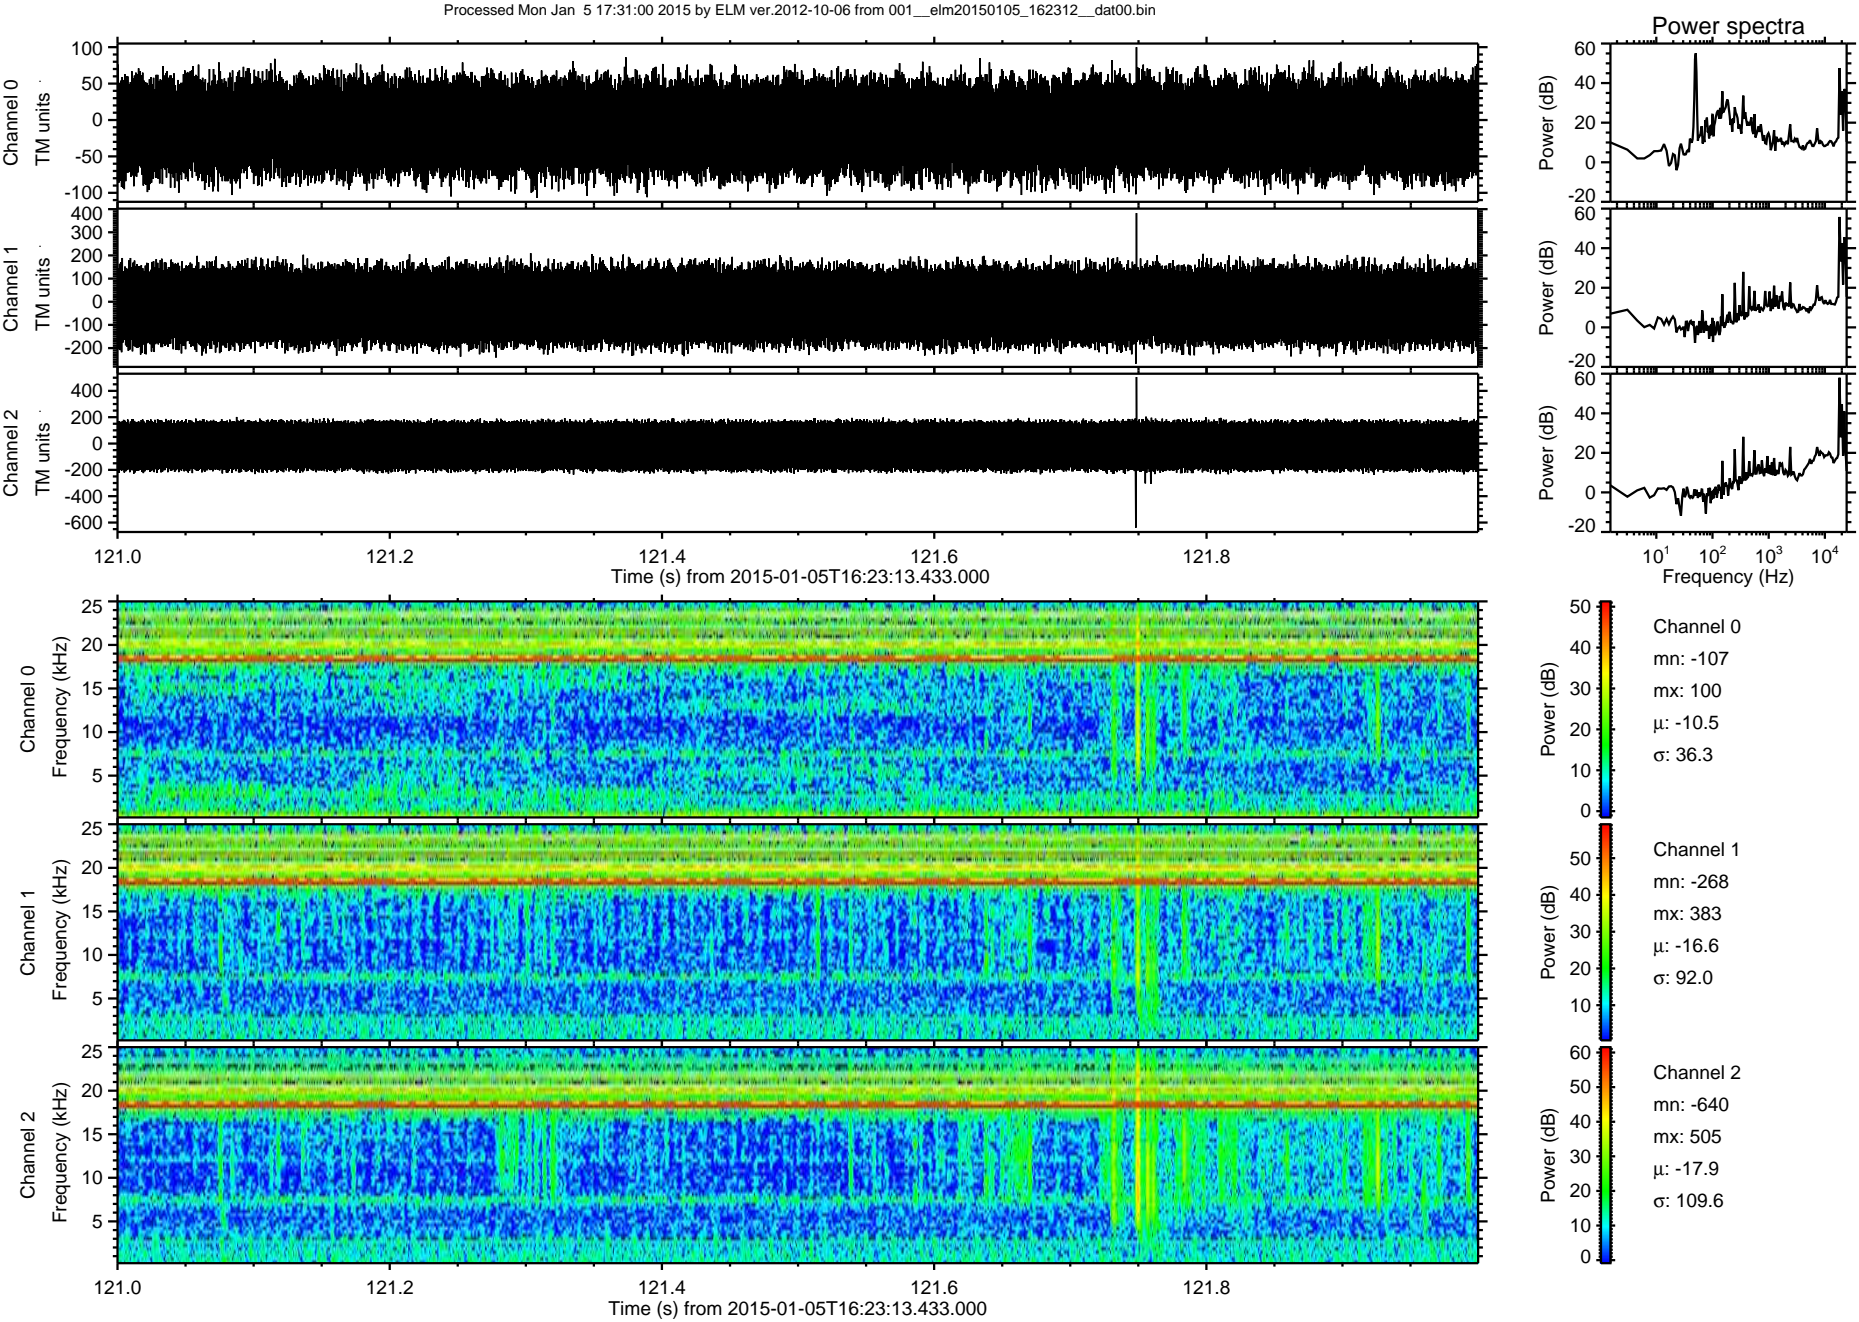 Processed Mon Jan  5 17:31:00 2015 by ELM ver.2012-10-06 from 001__elm20150105_162312__dat00.bin
Power spectra
Channel 0
TM units
100
50
0
-50
-100
Power (dB)
60
40
20
0
-20
Channel 1
TM units
400
300
200
100
0
-100
-200
Power (dB)
60
40
20
0
-20
Channel 2
TM units
400
200
0
-200
-400
-600
Power (dB)
60
40
20
0
-20
121.0 121.2 121.4 121.6 121.8
Time (s) from 2015-01-05T16:23:13.433.000
10¹ 10² 10³ 10⁴
Frequency (Hz)
Channel 0
Frequency (kHz)
25
20
15
10
5
Power (dB)
50
40
30
20
10
0
Channel 0
mn: -107
mx: 100
µ: -10.5
σ: 36.3
Channel 1
Frequency (kHz)
25
20
15
10
5
Power (dB)
50
40
30
20
10
Channel 1
mn: -268
mx: 383
µ: -16.6
σ: 92.0
Channel 2
Frequency (kHz)
25
20
15
10
5
Power (dB)
60
50
40
30
20
10
0
Channel 2
mn: -640
mx: 505
µ: -17.9
σ: 109.6
121.0 121.2 121.4 121.6 121.8
Time (s) from 2015-01-05T16:23:13.433.000